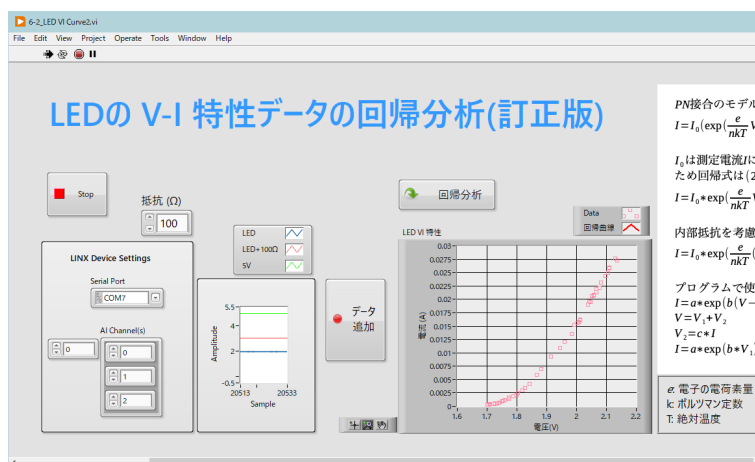 6-2_LED VI Curve2.vi
File Edit View Project Operate Tools Window Help
LEDの V-I 特性データの回帰分析(訂正版)
Stop
抵抗 (Ω)
100
LINX Device Settings
Serial Port
COM7
AI Channel(s)
0
0
1
2
LED
LED+100Ω
5V
5.5
4
2
-0.5
Amplitude
20513 20533
Sample
データ
追加
回帰分析
Data
回帰曲線
LED VI 特性
電流 (A)
0.03
0.0275
0.025
0.0225
0.02
0.0175
0.015
0.0125
0.01
0.0075
0.005
0.0025
0
1.6 1.7 1.8 1.9 2 2.1 2.2
電圧(V)
PN接合のモデル
I=I₀(exp(e/nkT V
I₀は測定電流Iに
ため回帰式は(2
I=I₀*exp(e/nkT V
内部抵抗を考慮
I=I₀*exp(e/nkT (
プログラムで使
I=a*exp(b(V−
V=V₁+V₂
V₂=c*I
I=a*exp(b*V₁
e: 電子の電荷素量
k: ボルツマン定数
T: 絶対温度